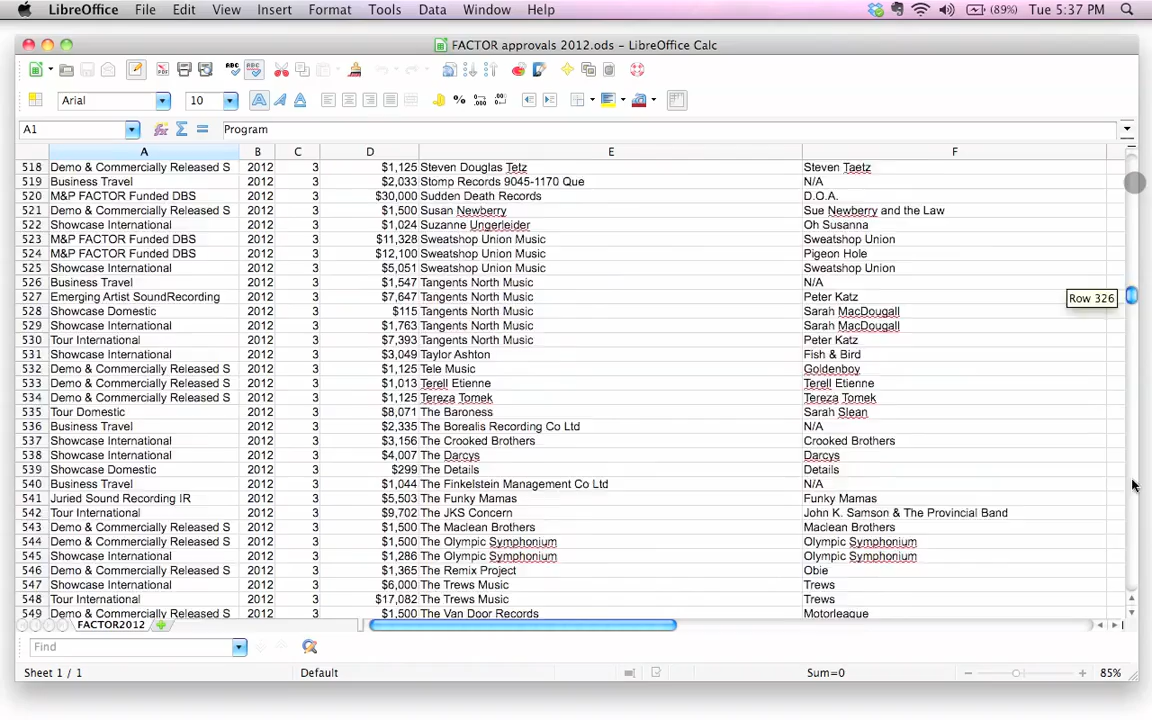 LibreOffice File Edit View Insert Format Tools Data Window Help (89%) Tue 5:37 PM
FACTOR approvals 2012.ods – LibreOffice Calc
Arial 10
A1 Program
A B C D E F
518 Demo & Commercially Released S 2012 3 $1,125 Steven Douglas Tetz Steven Taetz
519 Business Travel 2012 3 $2,033 Stomp Records 9045-1170 Que N/A
520 M&P FACTOR Funded DBS 2012 3 $30,000 Sudden Death Records D.O.A.
521 Demo & Commercially Released S 2012 3 $1,500 Susan Newberry Sue Newberry and the Law
522 Showcase International 2012 3 $1,024 Suzanne Ungerleider Oh Susanna
523 M&P FACTOR Funded DBS 2012 3 $11,328 Sweatshop Union Music Sweatshop Union
524 M&P FACTOR Funded DBS 2012 3 $12,100 Sweatshop Union Music Pigeon Hole
525 Showcase International 2012 3 $5,051 Sweatshop Union Music Sweatshop Union
526 Business Travel 2012 3 $1,547 Tangents North Music N/A
527 Emerging Artist SoundRecording 2012 3 $7,647 Tangents North Music Peter Katz
Row 326
528 Showcase Domestic 2012 3 $115 Tangents North Music Sarah MacDougall
529 Showcase International 2012 3 $1,763 Tangents North Music Sarah MacDougall
530 Tour International 2012 3 $7,393 Tangents North Music Peter Katz
531 Showcase International 2012 3 $3,049 Taylor Ashton Fish & Bird
532 Demo & Commercially Released S 2012 3 $1,125 Tele Music Goldenboy
533 Demo & Commercially Released S 2012 3 $1,013 Terell Etienne Terell Etienne
534 Demo & Commercially Released S 2012 3 $1,125 Tereza Tomek Tereza Tomek
535 Tour Domestic 2012 3 $8,071 The Baroness Sarah Slean
536 Business Travel 2012 3 $2,335 The Borealis Recording Co Ltd N/A
537 Showcase International 2012 3 $3,156 The Crooked Brothers Crooked Brothers
538 Showcase International 2012 3 $4,007 The Darcys Darcys
539 Showcase Domestic 2012 3 $299 The Details Details
540 Business Travel 2012 3 $1,044 The Finkelstein Management Co Ltd N/A
541 Juried Sound Recording IR 2012 3 $5,503 The Funky Mamas Funky Mamas
542 Tour International 2012 3 $9,702 The JKS Concern John K. Samson & The Provincial Band
543 Demo & Commercially Released S 2012 3 $1,500 The Maclean Brothers Maclean Brothers
544 Demo & Commercially Released S 2012 3 $1,500 The Olympic Symphonium Olympic Symphonium
545 Showcase International 2012 3 $1,286 The Olympic Symphonium Olympic Symphonium
546 Demo & Commercially Released S 2012 3 $1,365 The Remix Project Obie
547 Showcase International 2012 3 $6,000 The Trews Music Trews
548 Tour International 2012 3 $17,082 The Trews Music Trews
549 Demo & Commercially Released S 2012 3 $1,500 The Van Door Records Motorleague
FACTOR2012
Find
Sheet 1 / 1 Default Sum=0 85%